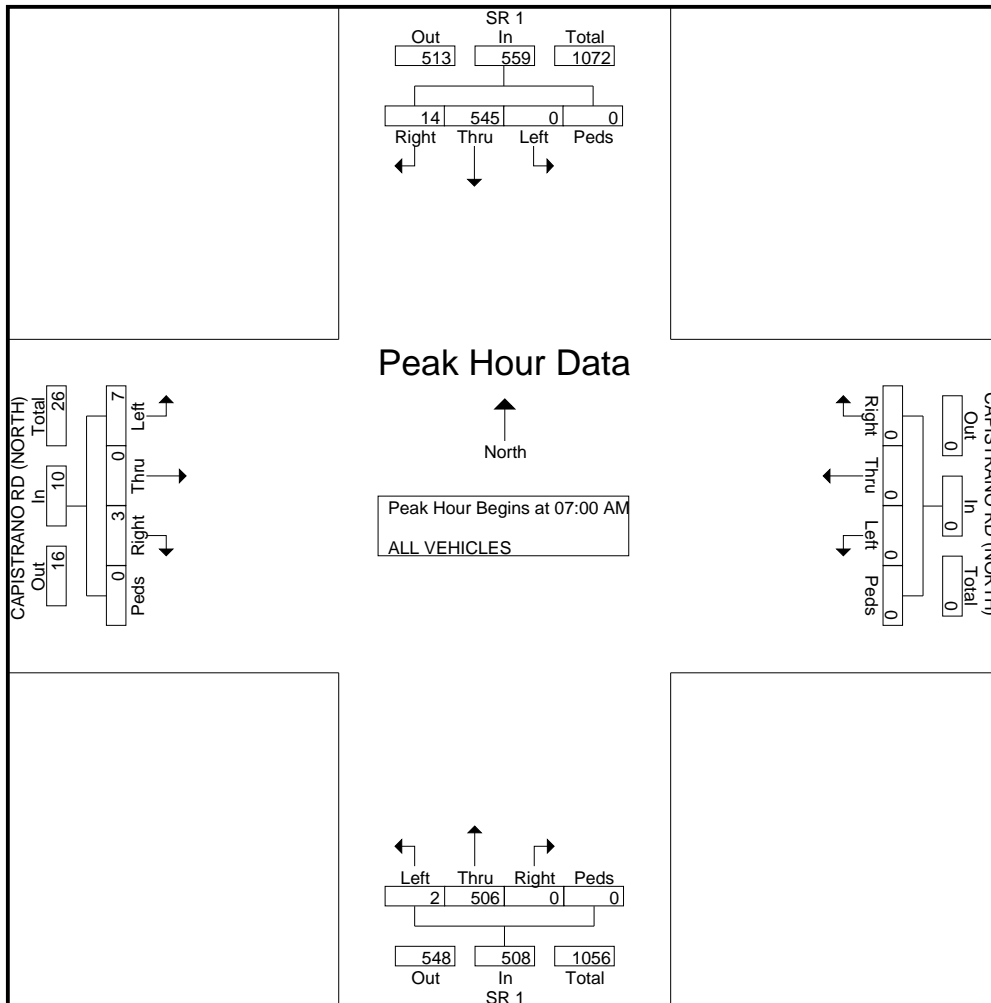 SR 1
Out In Total
513 559 1072
14 545 0 0
Right Thru Left Peds
Peak Hour Data
North
Peak Hour Begins at 07:00 AM
ALL VEHICLES
CAPISTRANO RD (NORTH)
Total In Out
26 10 16
7 0 3 0
Left Thru Right Peds
CAPISTRANO RD (NORTH)
Out In Total
0 0 0
0 0 0 0
Right Thru Left Peds
Left Thru Right Peds
2 506 0 0
548 508 1056
Out In Total
SR 1